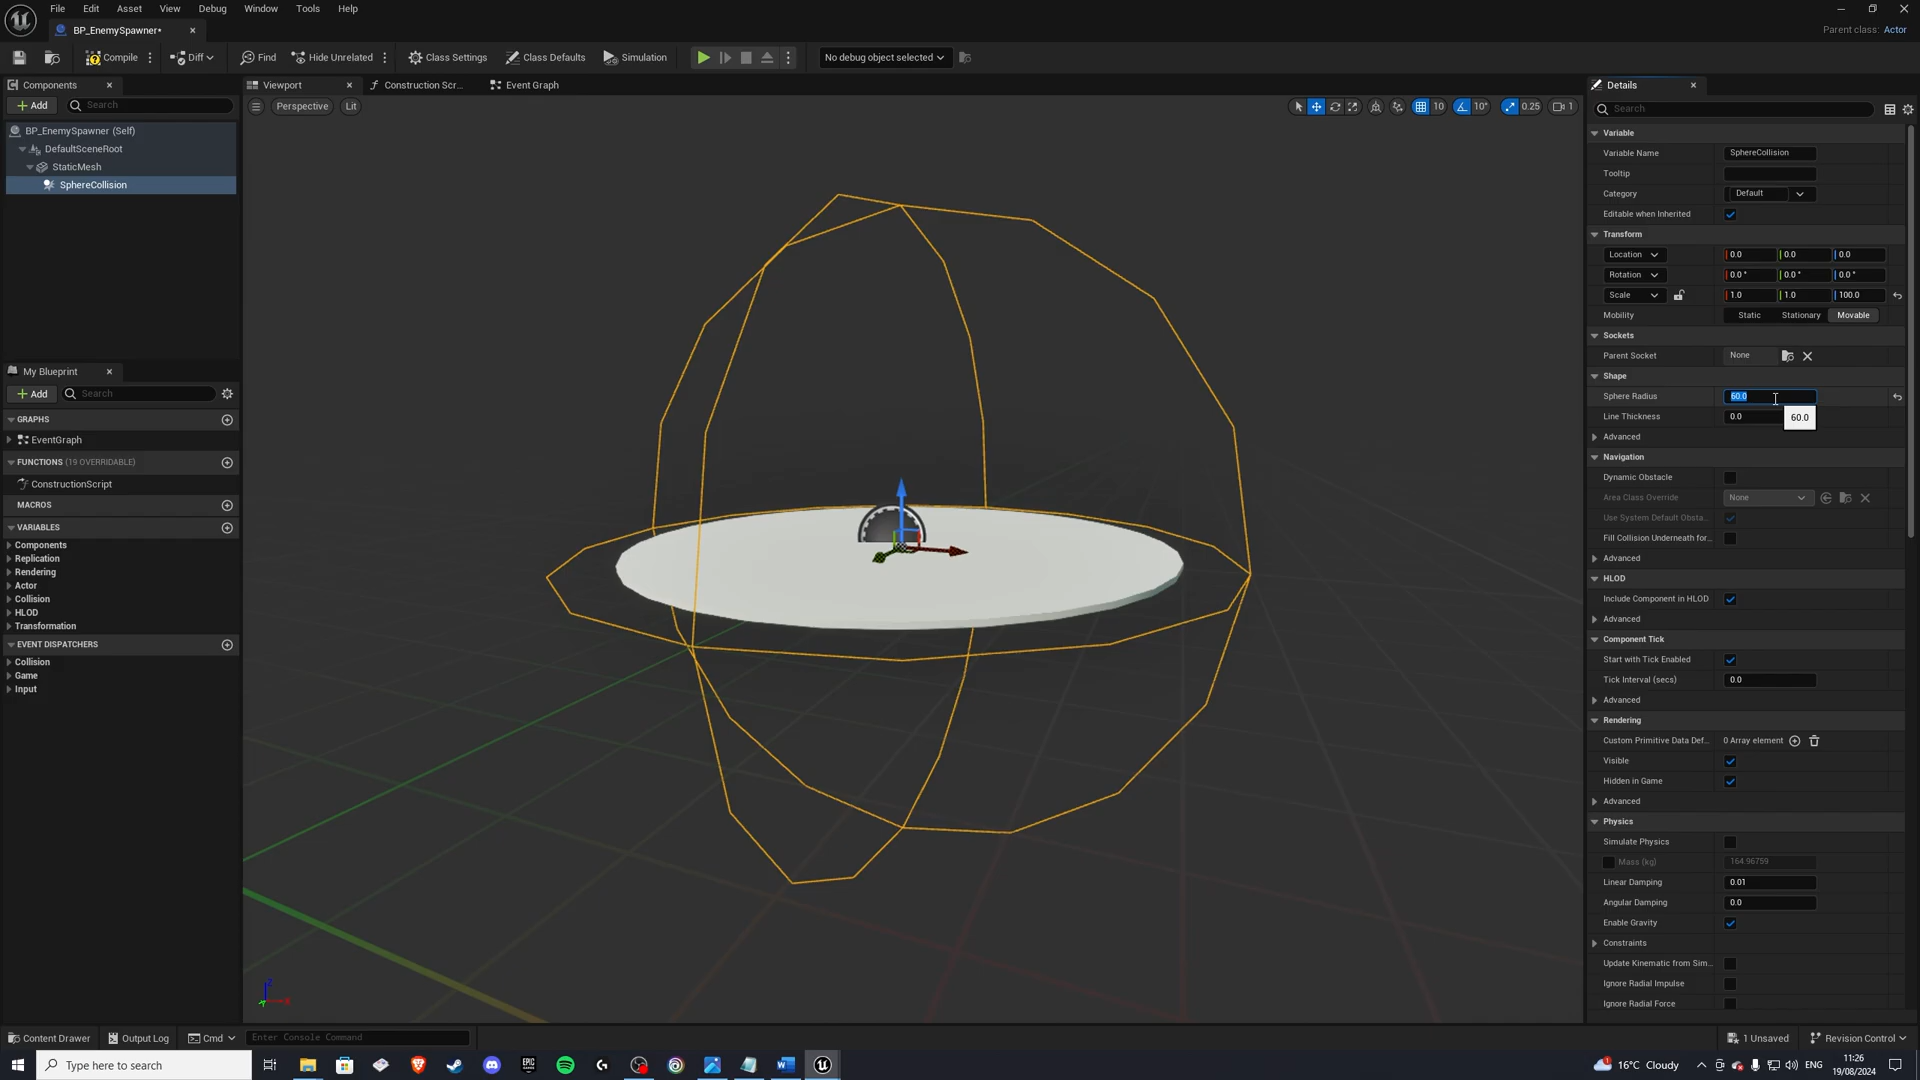 File Edit Asset View Debug Window Tools Help
BP_EnemySpawner*
Parent class: Actor
Compile Diff Find Hide Unrelated Class Settings Class Defaults Simulation No debug object selected
Components
Viewport Construction Scr... Event Graph
Details
Add Search
Perspective Lit
10 10° 0.25 1
Search
BP_EnemySpawner (Self)
DefaultSceneRoot
StaticMesh
SphereCollision
My Blueprint
Add Search
GRAPHS
EventGraph
FUNCTIONS (19 OVERRIDABLE)
ConstructionScript
MACROS
VARIABLES
Components
Replication
Rendering
Actor
Collision
HLOD
Transformation
EVENT DISPATCHERS
Collision
Game
Input
Z
X
Variable
Variable Name SphereCollision
Tooltip
Category Default
Editable when Inherited
Transform
Location 0.0 0.0 0.0
Rotation 0.0 ° 0.0 ° 0.0 °
Scale 1.0 1.0 100.0
Mobility Static Stationary Movable
Sockets
Parent Socket None
Shape
Sphere Radius 60.0
Line Thickness 0.0
60.0
Advanced
Navigation
Dynamic Obstacle
Area Class Override None
Use System Default Obsta...
Fill Collision Underneath for...
Advanced
HLOD
Include Component in HLOD
Advanced
Component Tick
Start with Tick Enabled
Tick Interval (secs) 0.0
Advanced
Rendering
Custom Primitive Data Def... 0 Array element
Visible
Hidden in Game
Advanced
Physics
Simulate Physics
Mass (kg) 164.96759
Linear Damping 0.01
Angular Damping 0.0
Enable Gravity
Constraints
Update Kinematic from Sim...
Ignore Radial Impulse
Ignore Radial Force
Content Drawer Output Log Cmd Enter Console Command
1 Unsaved Revision Control
Type here to search
16°C Cloudy
ENG
11:26
19/08/2024